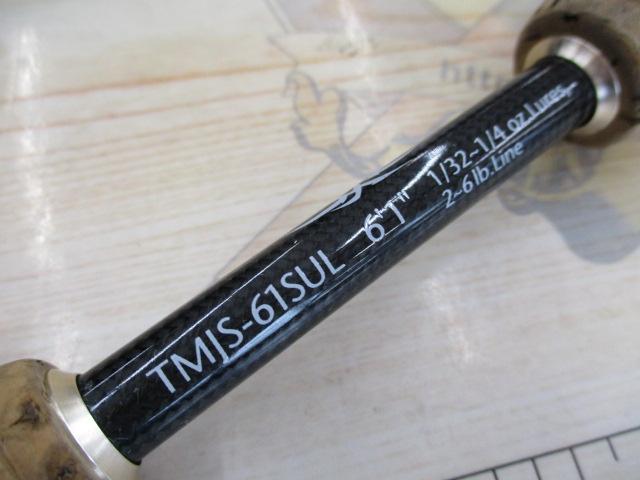 TMJS-61SUL 6'1"
1/32~1/4 oz.Lures
2~6lb.Line